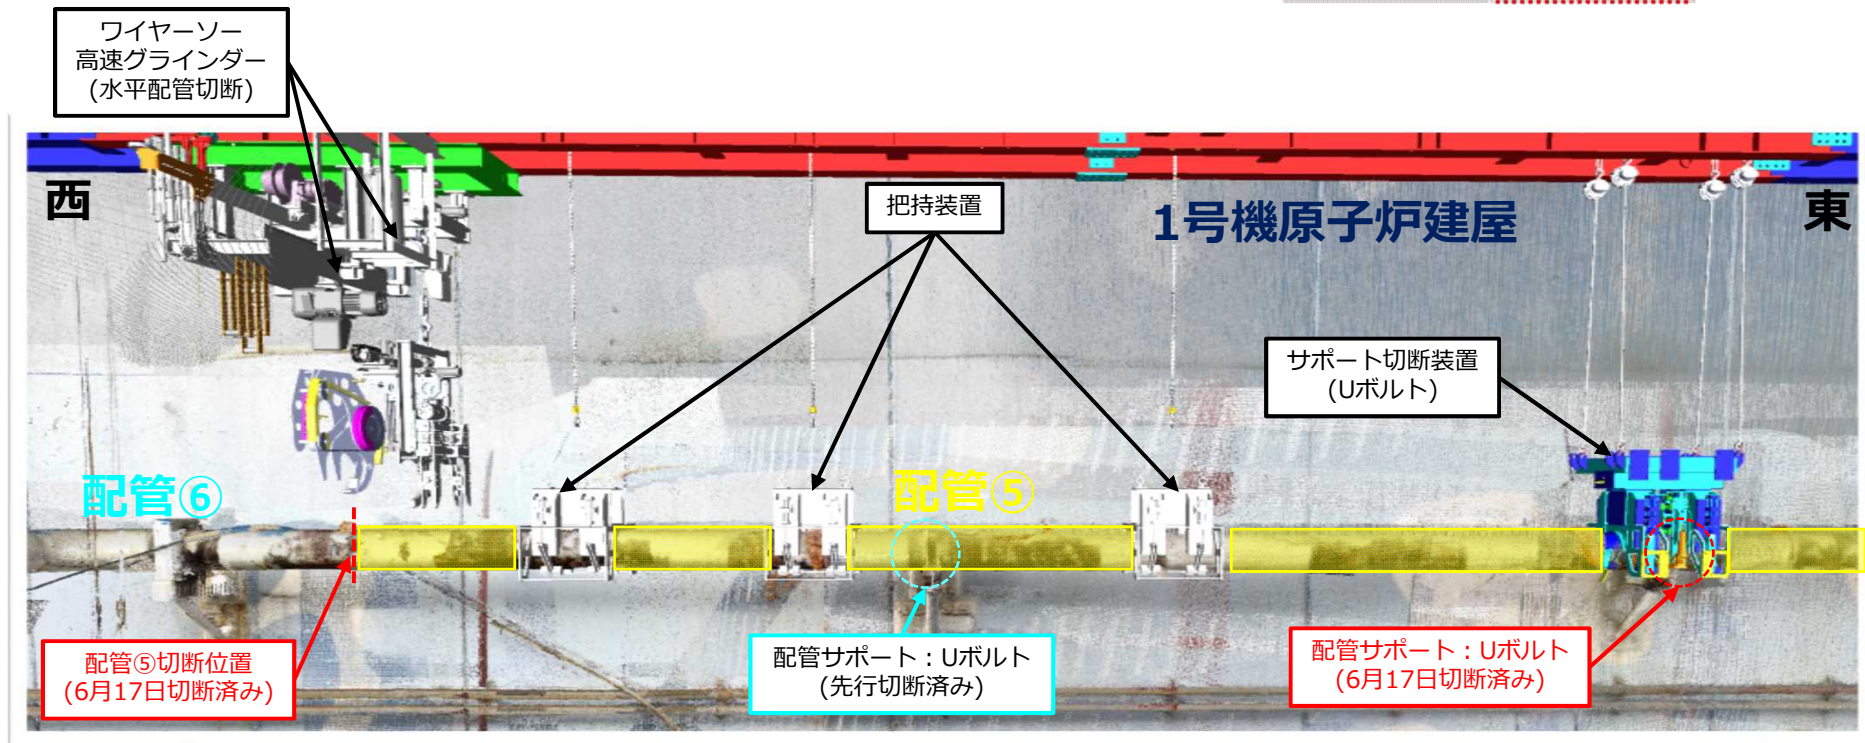 ワイヤーソー
高速グラインダー
(水平配管切断)
西
把持装置
1号機原子炉建屋
東
サポート切断装置
(Uボルト)
配管⑥
配管⑤
配管⑤切断位置
(6月17日切断済み)
配管サポート：Uボルト
(先行切断済み)
配管サポート：Uボルト
(6月17日切断済み)